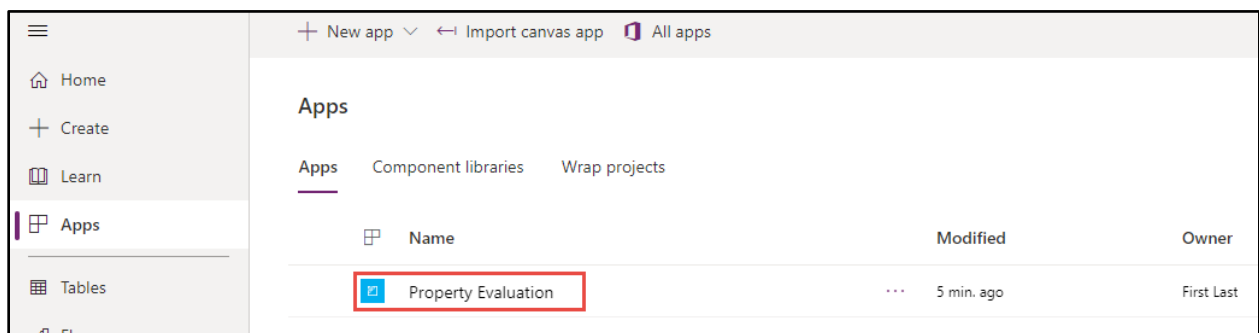 New app Import canvas app All apps
Home
Create
Learn
Apps
Tables
Apps
Apps Component libraries Wrap projects
Name Modified Owner
Property Evaluation ... 5 min. ago First Last